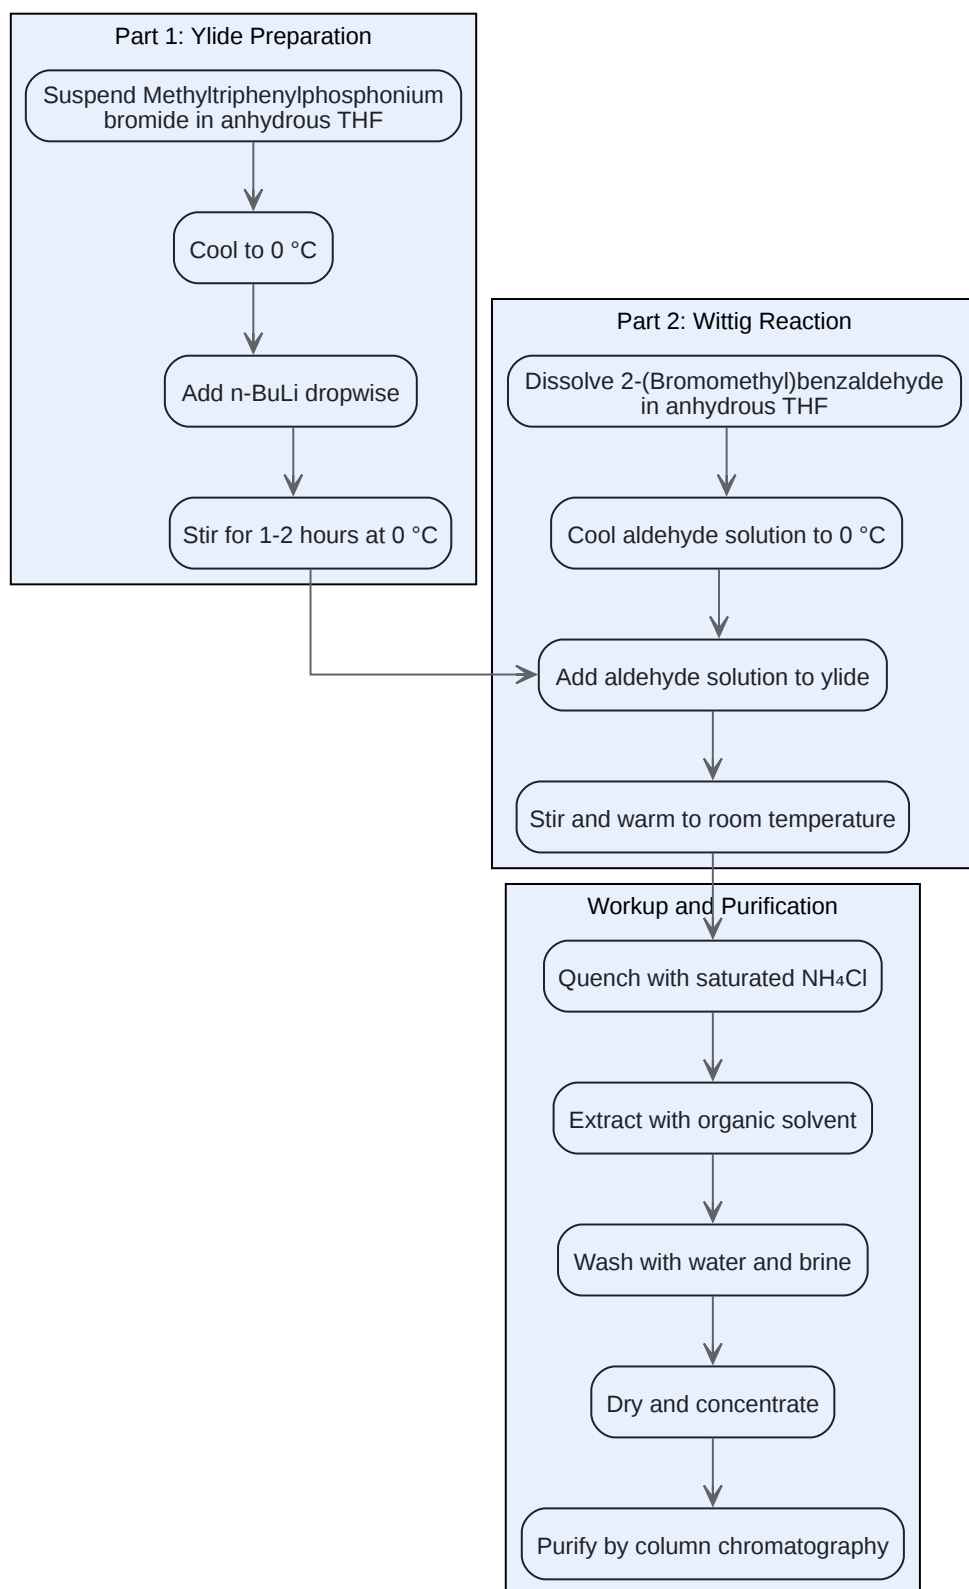 Part 1: Ylide Preparation
Suspend Methyltriphenylphosphonium
bromide in anhydrous THF
Cool to 0 °C
Add n-BuLi dropwise
Stir for 1-2 hours at 0 °C
Part 2: Wittig Reaction
Dissolve 2-(Bromomethyl)benzaldehyde
in anhydrous THF
Cool aldehyde solution to 0 °C
Add aldehyde solution to ylide
Stir and warm to room temperature
Workup and Purification
Quench with saturated NH₄Cl
Extract with organic solvent
Wash with water and brine
Dry and concentrate
Purify by column chromatography